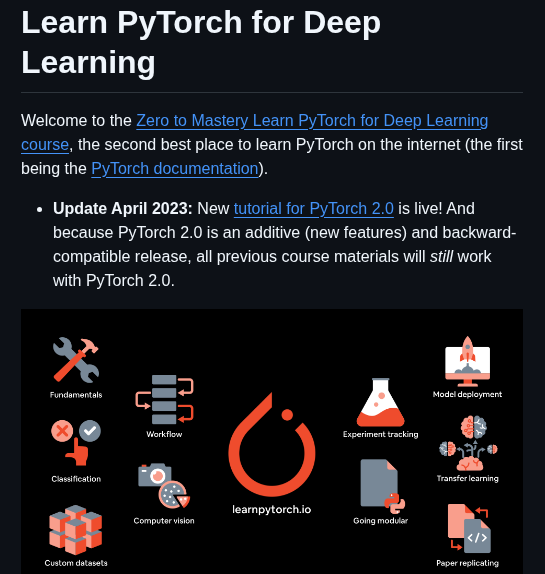 Learn PyTorch for Deep
Learning
Welcome to the Zero to Mastery Learn PyTorch for Deep Learning
course, the second best place to learn PyTorch on the internet (the first
being the PyTorch documentation).
• Update April 2023: New tutorial for PyTorch 2.0 is live! And
because PyTorch 2.0 is an additive (new features) and backward-
compatible release, all previous course materials will still work
with PyTorch 2.0.
Fundamentals
Model deployment
Workflow
Experiment tracking
Classification
Transfer learning
learnpytorch.io
Computer vision
Going modular
Custom datasets
Paper replicating